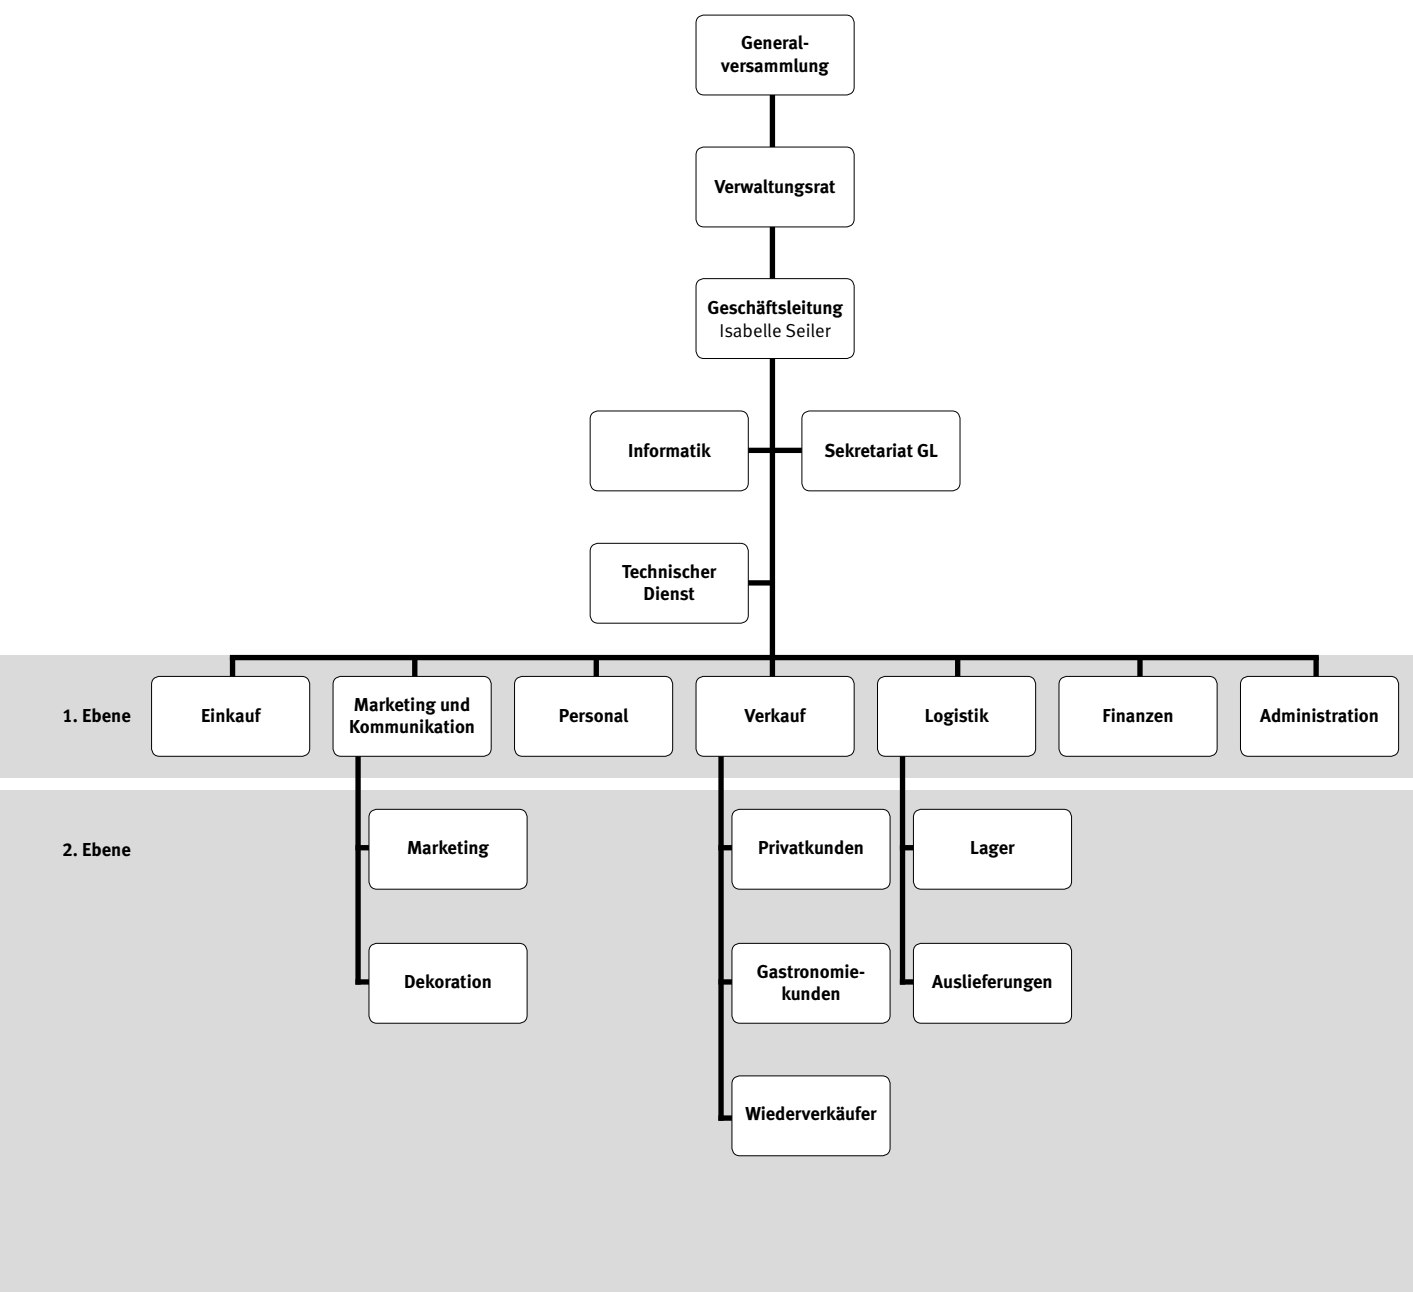 General-
versammlung
Verwaltungsrat
Geschäftsleitung
Isabelle Seiler
Informatik
Sekretariat GL
Technischer
Dienst
1. Ebene
Einkauf
Marketing und
Kommunikation
Personal
Verkauf
Logistik
Finanzen
Administration
2. Ebene
Marketing
Privatkunden
Lager
Dekoration
Gastronomie-
kunden
Auslieferungen
Wiederverkäufer